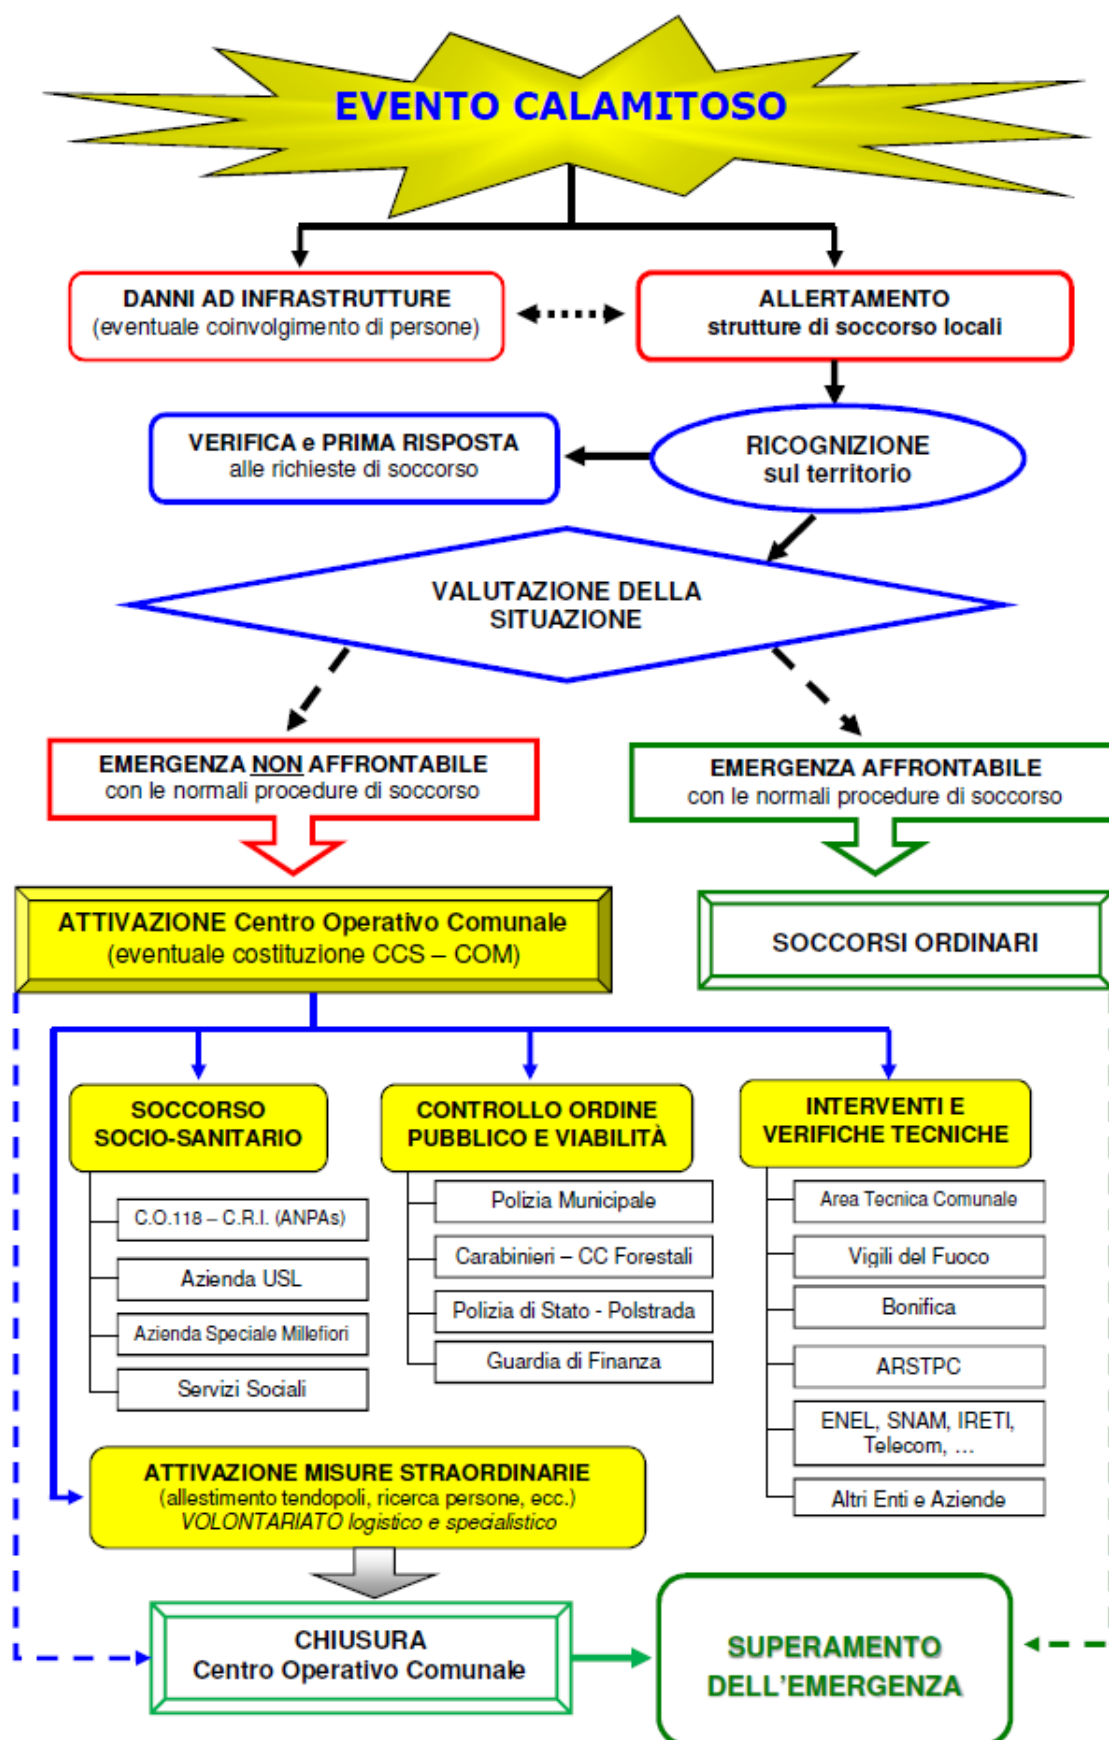 EVENTO CALAMITOSO
DANNI AD INFRASTRUTTURE
(eventuale coinvolgimento di persone)
ALLERTAMENTO
strutture di soccorso locali
VERIFICA e PRIMA RISPOSTA
alle richieste di soccorso
RICOGNIZIONE
sul territorio
VALUTAZIONE DELLA
SITUAZIONE
EMERGENZA NON AFFRONTABILE
con le normali procedure di soccorso
EMERGENZA AFFRONTABILE
con le normali procedure di soccorso
ATTIVAZIONE Centro Operativo Comunale
(eventuale costituzione CCS – COM)
SOCCORSI ORDINARI
SOCCORSO
SOCIO-SANITARIO
C.O.118 – C.R.I. (ANPAs)
Azienda USL
Azienda Speciale Millefiori
Servizi Sociali
CONTROLLO ORDINE
PUBBLICO E VIABILITÀ
Polizia Municipale
Carabinieri – CC Forestali
Polizia di Stato - Polstrada
Guardia di Finanza
INTERVENTI E
VERIFICHE TECNICHE
Area Tecnica Comunale
Vigili del Fuoco
Bonifica
ARSTPC
ENEL, SNAM, IRETI,
Telecom, ...
Altri Enti e Aziende
ATTIVAZIONE MISURE STRAORDINARIE
(allestimento tendopoli, ricerca persone, ecc.)
VOLONTARIATO logistico e specialistico
CHIUSURA
Centro Operativo Comunale
SUPERAMENTO
DELL'EMERGENZA